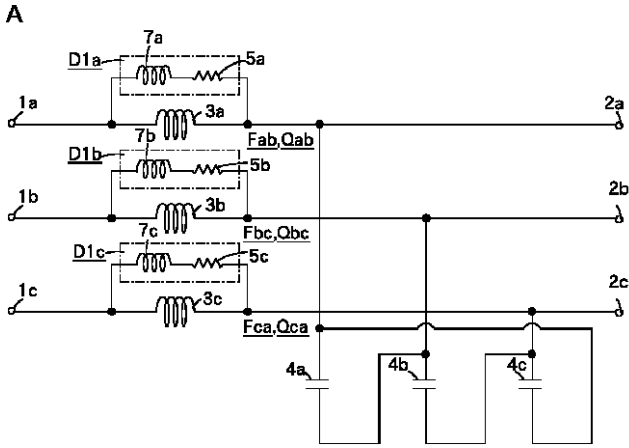 A
7a
D1a
5a
1a
3a
2a
Fab,Qab
7b
D1b
5b
1b
3b
2b
Fbc,Qbc
7c
D1c
5c
1c
3c
2c
Fca,Qca
4a
4b
4c